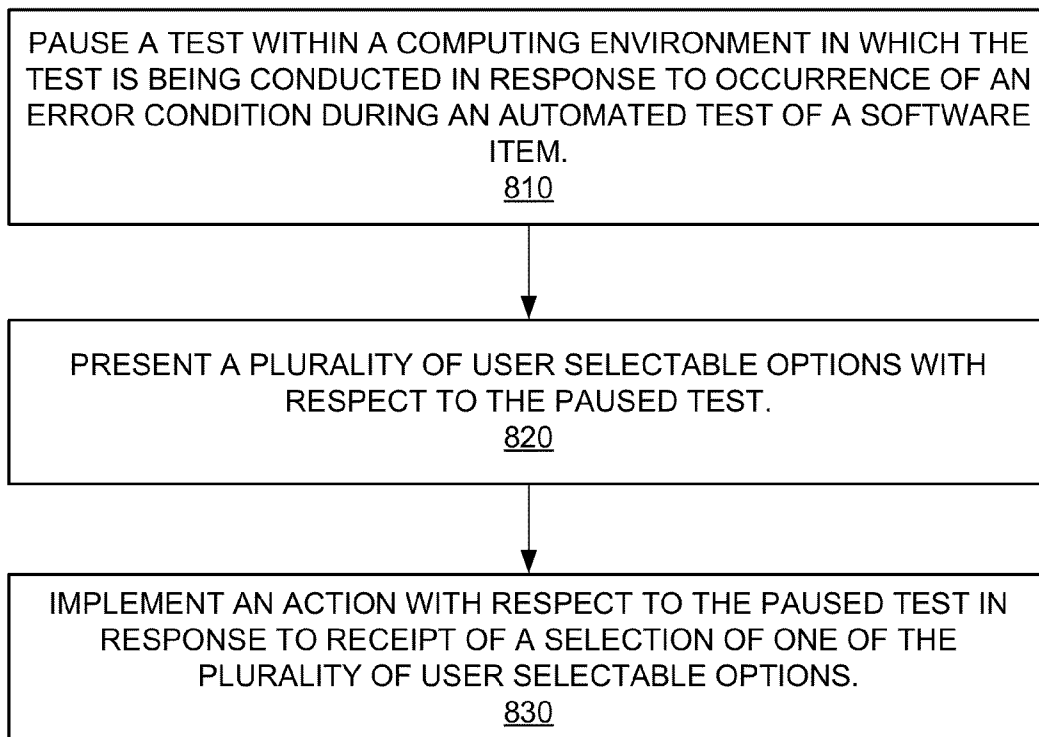 PAUSE A TEST WITHIN A COMPUTING ENVIRONMENT IN WHICH THE
TEST IS BEING CONDUCTED IN RESPONSE TO OCCURRENCE OF AN
ERROR CONDITION DURING AN AUTOMATED TEST OF A SOFTWARE
ITEM.
810
PRESENT A PLURALITY OF USER SELECTABLE OPTIONS WITH
RESPECT TO THE PAUSED TEST.
820
IMPLEMENT AN ACTION WITH RESPECT TO THE PAUSED TEST IN
RESPONSE TO RECEIPT OF A SELECTION OF ONE OF THE
PLURALITY OF USER SELECTABLE OPTIONS.
830